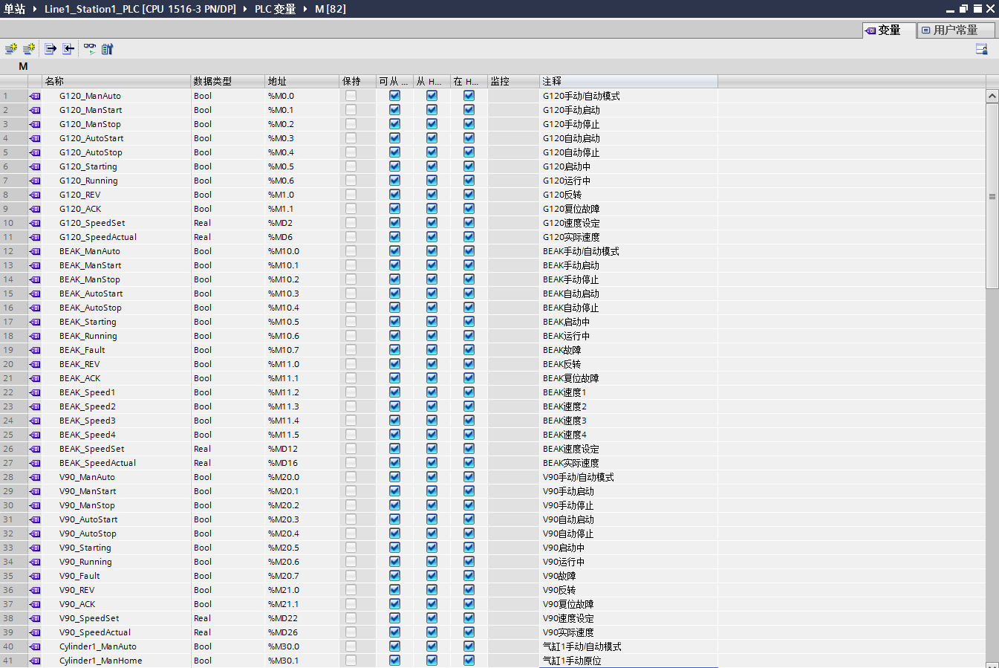 单站 Line1_Station1_PLC [CPU 1516-3 PN/DP] PLC 变量 M [82]
变量 用户常量
M
名称 数据类型 地址 保持 可从 ... 从 H... 在 H... 监控 注释
1 G120_ManAuto Bool %M0.0 G120手动/自动模式
2 G120_ManStart Bool %M0.1 G120手动启动
3 G120_ManStop Bool %M0.2 G120手动停止
4 G120_AutoStart Bool %M0.3 G120自动启动
5 G120_AutoStop Bool %M0.4 G120自动停止
6 G120_Starting Bool %M0.5 G120启动中
7 G120_Running Bool %M0.6 G120运行中
8 G120_REV Bool %M1.0 G120反转
9 G120_ACK Bool %M1.1 G120复位故障
10 G120_SpeedSet Real %MD2 G120速度设定
11 G120_SpeedActual Real %MD6 G120实际速度
12 BEAK_ManAuto Bool %M10.0 BEAK手动/自动模式
13 BEAK_ManStart Bool %M10.1 BEAK手动启动
14 BEAK_ManStop Bool %M10.2 BEAK手动停止
15 BEAK_AutoStart Bool %M10.3 BEAK自动启动
16 BEAK_AutoStop Bool %M10.4 BEAK自动停止
17 BEAK_Starting Bool %M10.5 BEAK启动中
18 BEAK_Running Bool %M10.6 BEAK运行中
19 BEAK_Fault Bool %M10.7 BEAK故障
20 BEAK_REV Bool %M11.0 BEAK反转
21 BEAK_ACK Bool %M11.1 BEAK复位故障
22 BEAK_Speed1 Bool %M11.2 BEAK速度1
23 BEAK_Speed2 Bool %M11.3 BEAK速度2
24 BEAK_Speed3 Bool %M11.4 BEAK速度3
25 BEAK_Speed4 Bool %M11.5 BEAK速度4
26 BEAK_SpeedSet Real %MD12 BEAK速度设定
27 BEAK_SpeedActual Real %MD16 BEAK实际速度
28 V90_ManAuto Bool %M20.0 V90手动/自动模式
29 V90_ManStart Bool %M20.1 V90手动启动
30 V90_ManStop Bool %M20.2 V90手动停止
31 V90_AutoStart Bool %M20.3 V90自动启动
32 V90_AutoStop Bool %M20.4 V90自动停止
33 V90_Starting Bool %M20.5 V90启动中
34 V90_Running Bool %M20.6 V90运行中
35 V90_Fault Bool %M20.7 V90故障
36 V90_REV Bool %M21.0 V90反转
37 V90_ACK Bool %M21.1 V90复位故障
38 V90_SpeedSet Real %MD22 V90速度设定
39 V90_SpeedActual Real %MD26 V90实际速度
40 Cylinder1_ManAuto Bool %M30.0 气缸1手动/自动模式
41 Cylinder1_ManHome Bool %M30.1 气缸1手动原位